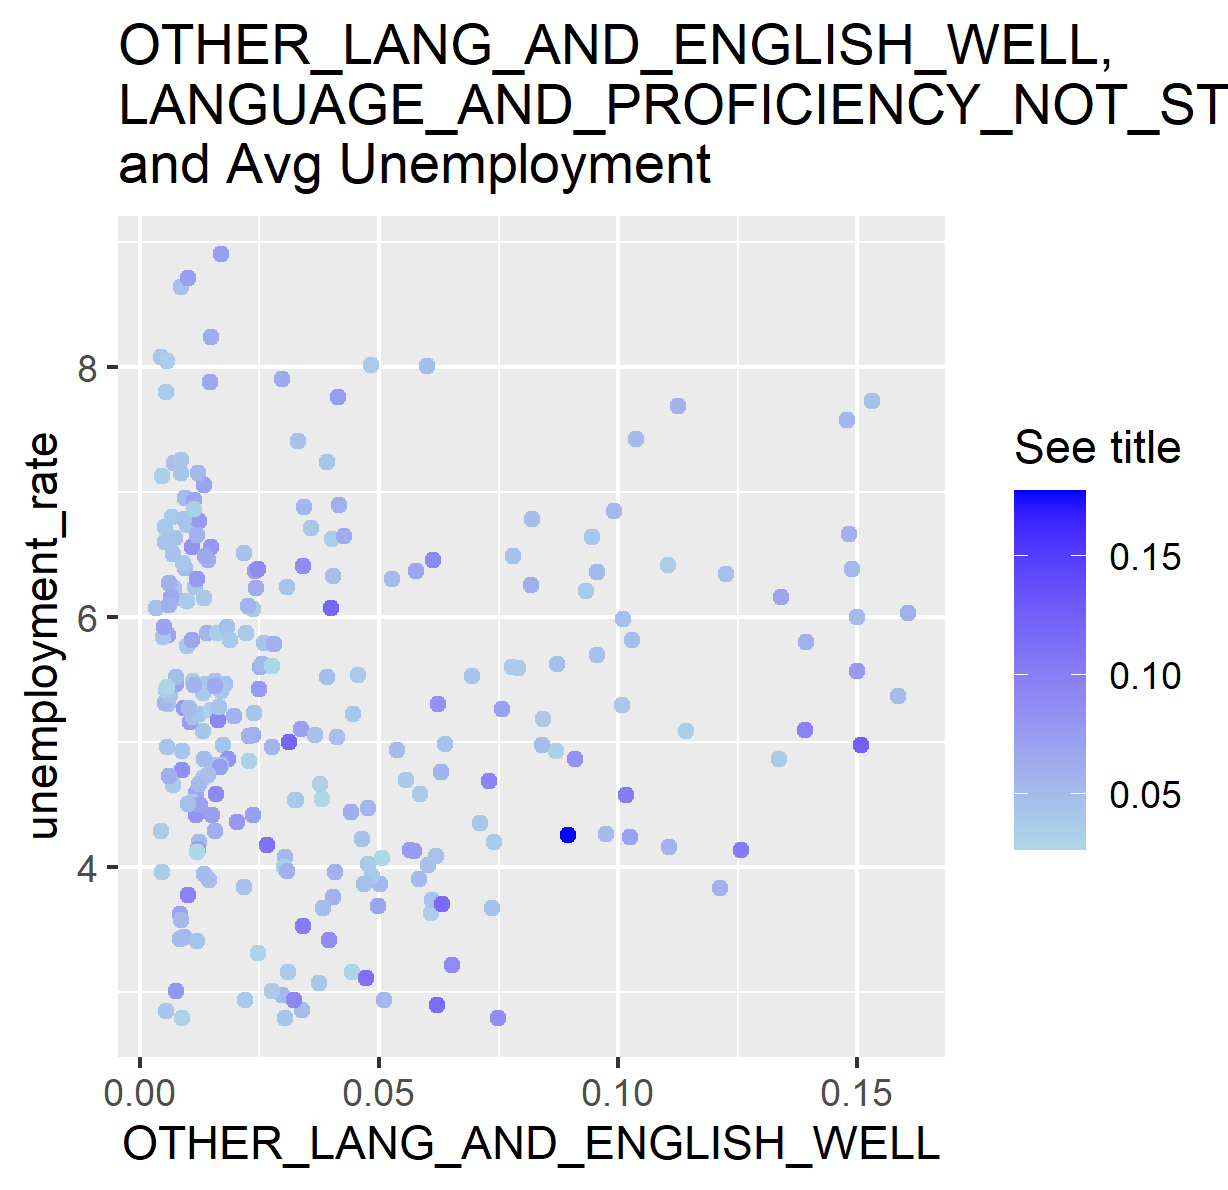 OTHER_LANG_AND_ENGLISH_WELL,
LANGUAGE_AND_PROFICIENCY_NOT_ST
and Avg Unemployment
See title
0.15
0.10
0.05
unemployment_rate
8
6
4
0.00 0.05 0.10 0.15
OTHER_LANG_AND_ENGLISH_WELL